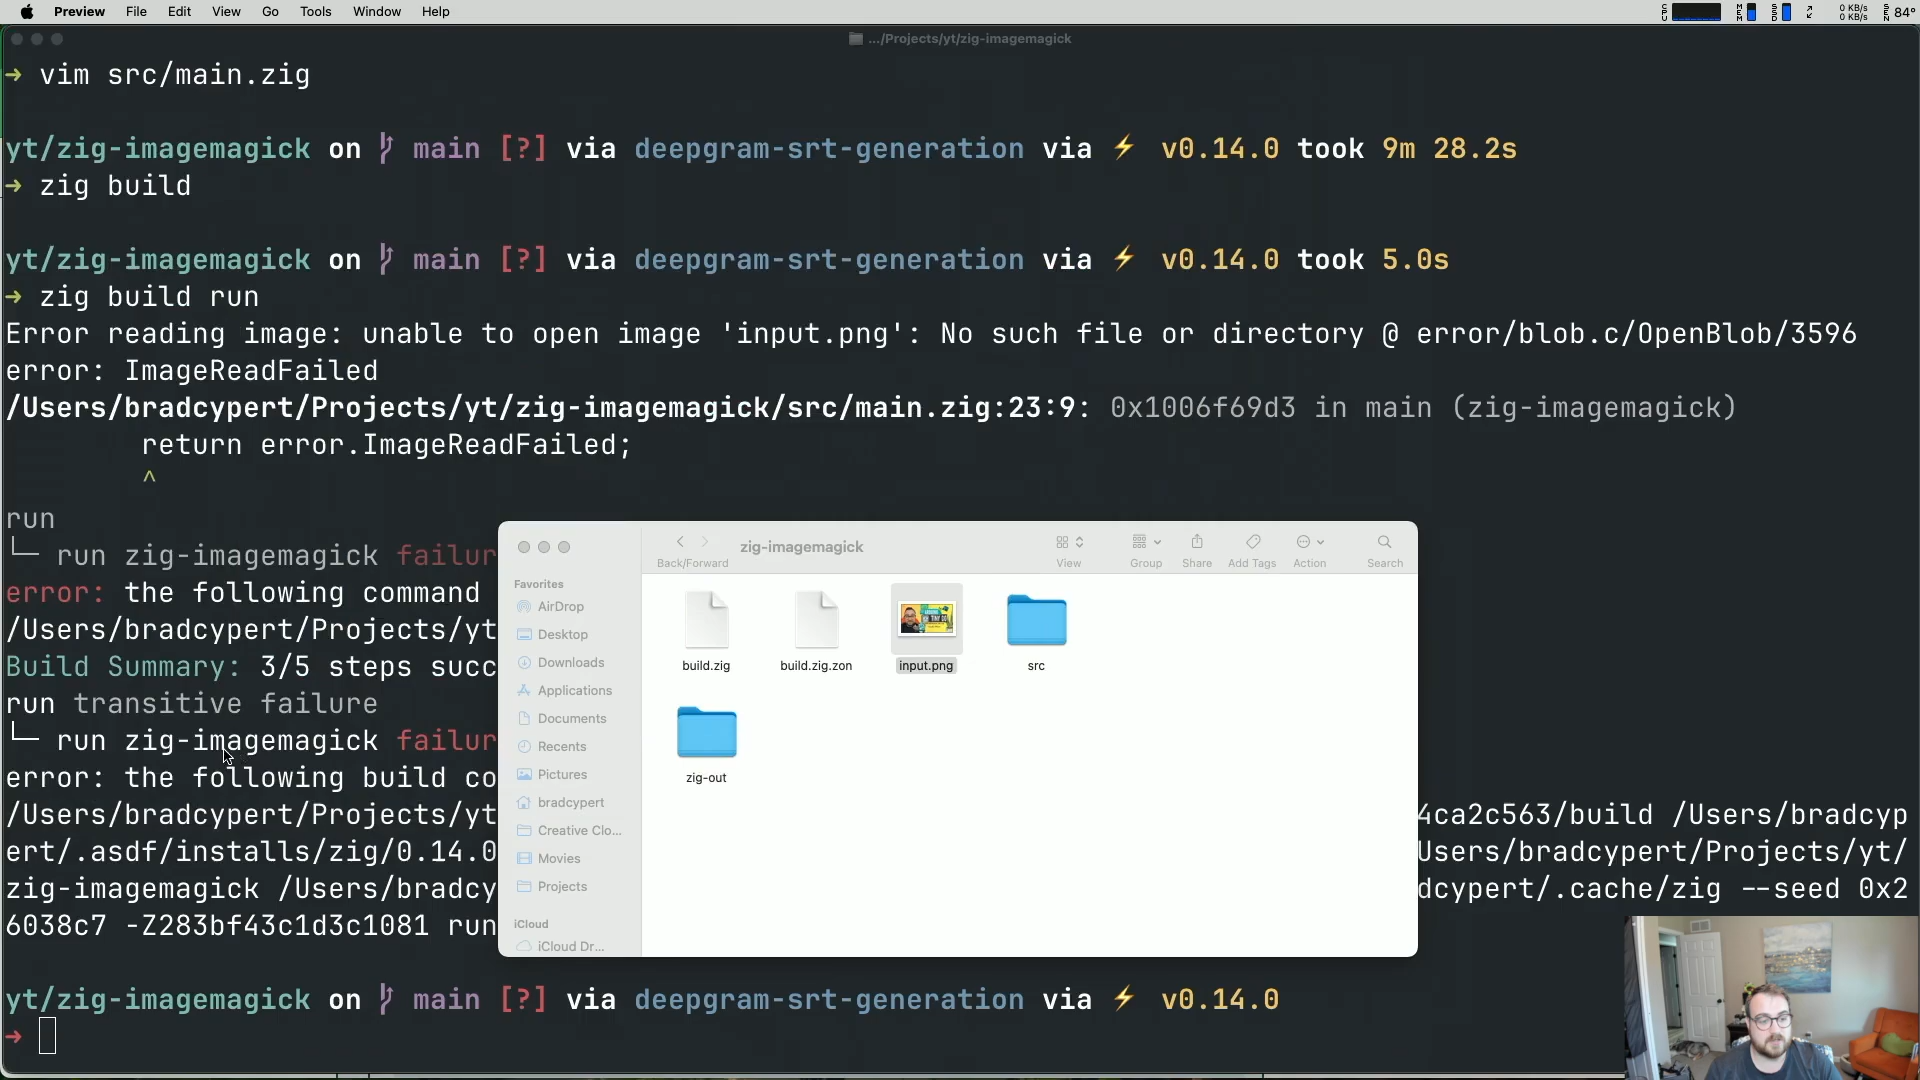 Preview File Edit View Go Tools Window Help
CPU MEM SSD 0 KB/s 0 KB/s SEN 84°
.../Projects/yt/zig-imagemagick
→ vim src/main.zig
yt/zig-imagemagick on main [?] via deepgram-srt-generation via ⚡ v0.14.0 took 9m 28.2s
→ zig build
yt/zig-imagemagick on main [?] via deepgram-srt-generation via ⚡ v0.14.0 took 5.0s
→ zig build run
Error reading image: unable to open image 'input.png': No such file or directory @ error/blob.c/OpenBlob/3596
error: ImageReadFailed
/Users/bradcypert/Projects/yt/zig-imagemagick/src/main.zig:23:9: 0x1006f69d3 in main (zig-imagemagick)
return error.ImageReadFailed;
^
run
└─ run zig-imagemagick failur
error: the following command
/Users/bradcypert/Projects/yt
Build Summary: 3/5 steps succ
run transitive failure
└─ run zig-imagemagick failur
error: the following build co
/Users/bradcypert/Projects/yt 4ca2c563/build /Users/bradcyp
ert/.asdf/installs/zig/0.14.0 Users/bradcypert/Projects/yt/
zig-imagemagick /Users/bradcy dcypert/.cache/zig --seed 0x2
6038c7 -Z283bf43c1d3c1081 run
yt/zig-imagemagick on main [?] via deepgram-srt-generation via ⚡ v0.14.0
→
zig-imagemagick
Back/Forward View Group Share Add Tags Action Search
Favorites
AirDrop
Desktop
Downloads
Applications
Documents
Recents
Pictures
bradcypert
Creative Clo...
Movies
Projects
iCloud
iCloud Dr...
build.zig build.zig.zon input.png src
zig-out